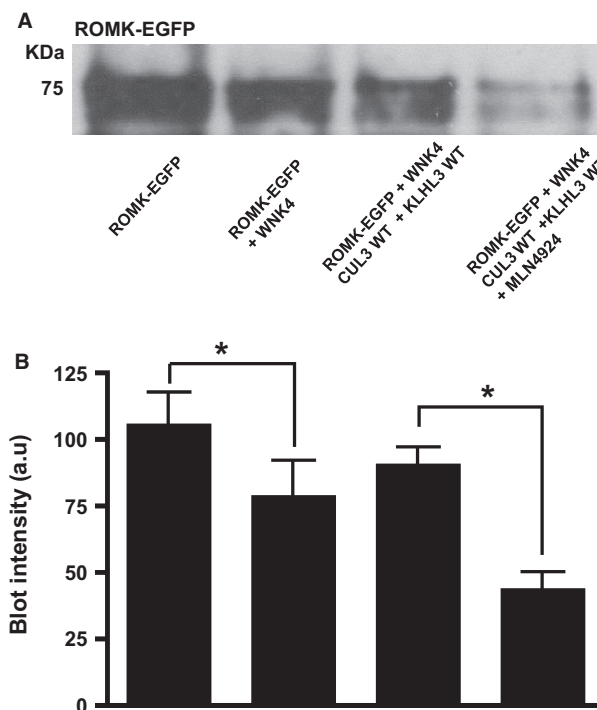 A
ROMK-EGFP
KDa
75
ROMK-EGFP
ROMK-EGFP
+ WNK4
ROMK-EGFP + WNK4
CUL3 WT + KLHL3 WT
ROMK-EGFP + WNK4
CUL3 WT +KLHL3 WT
+ MLN4924
B
Blot intensity (a.u)
125
100
75
50
25
0
*
*